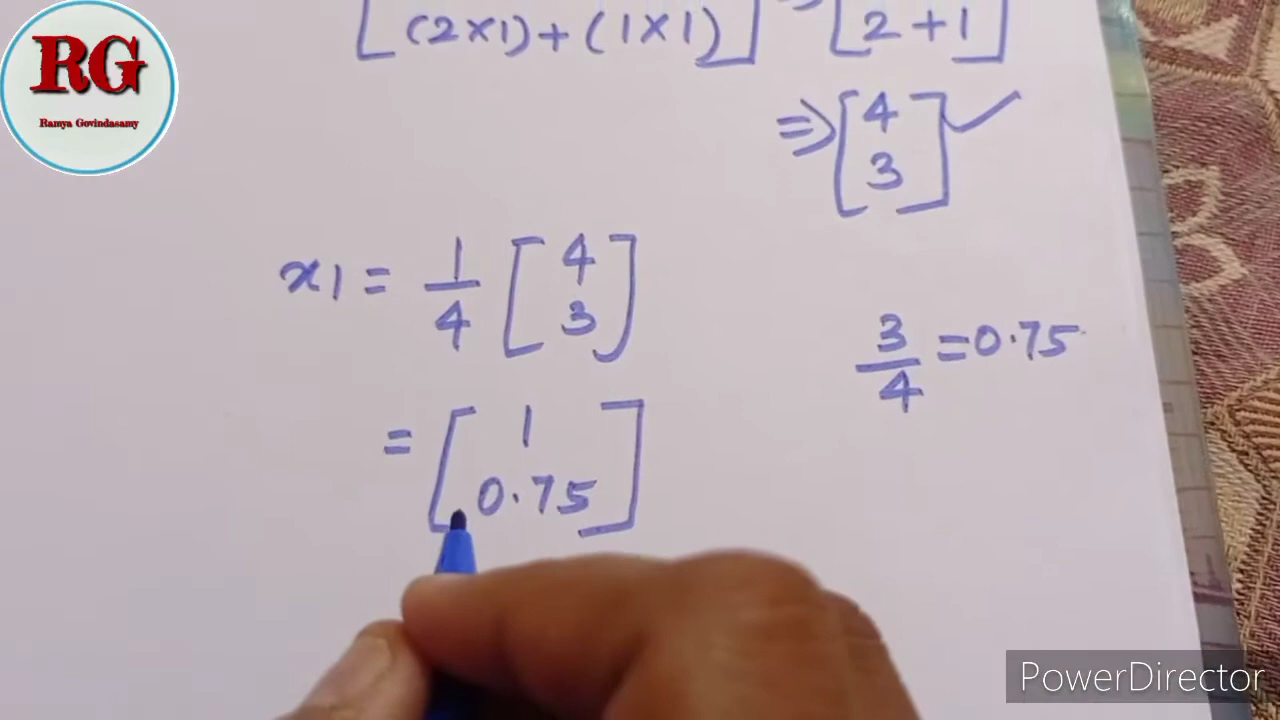 RG
Ramya Govindasamy
[(2×1)+(1×1)] [2+1]
⇒ [4
3] ✓
x1 = 1/4 [4
3]
3/4 = 0.75
= [1
0.75]
PowerDirector